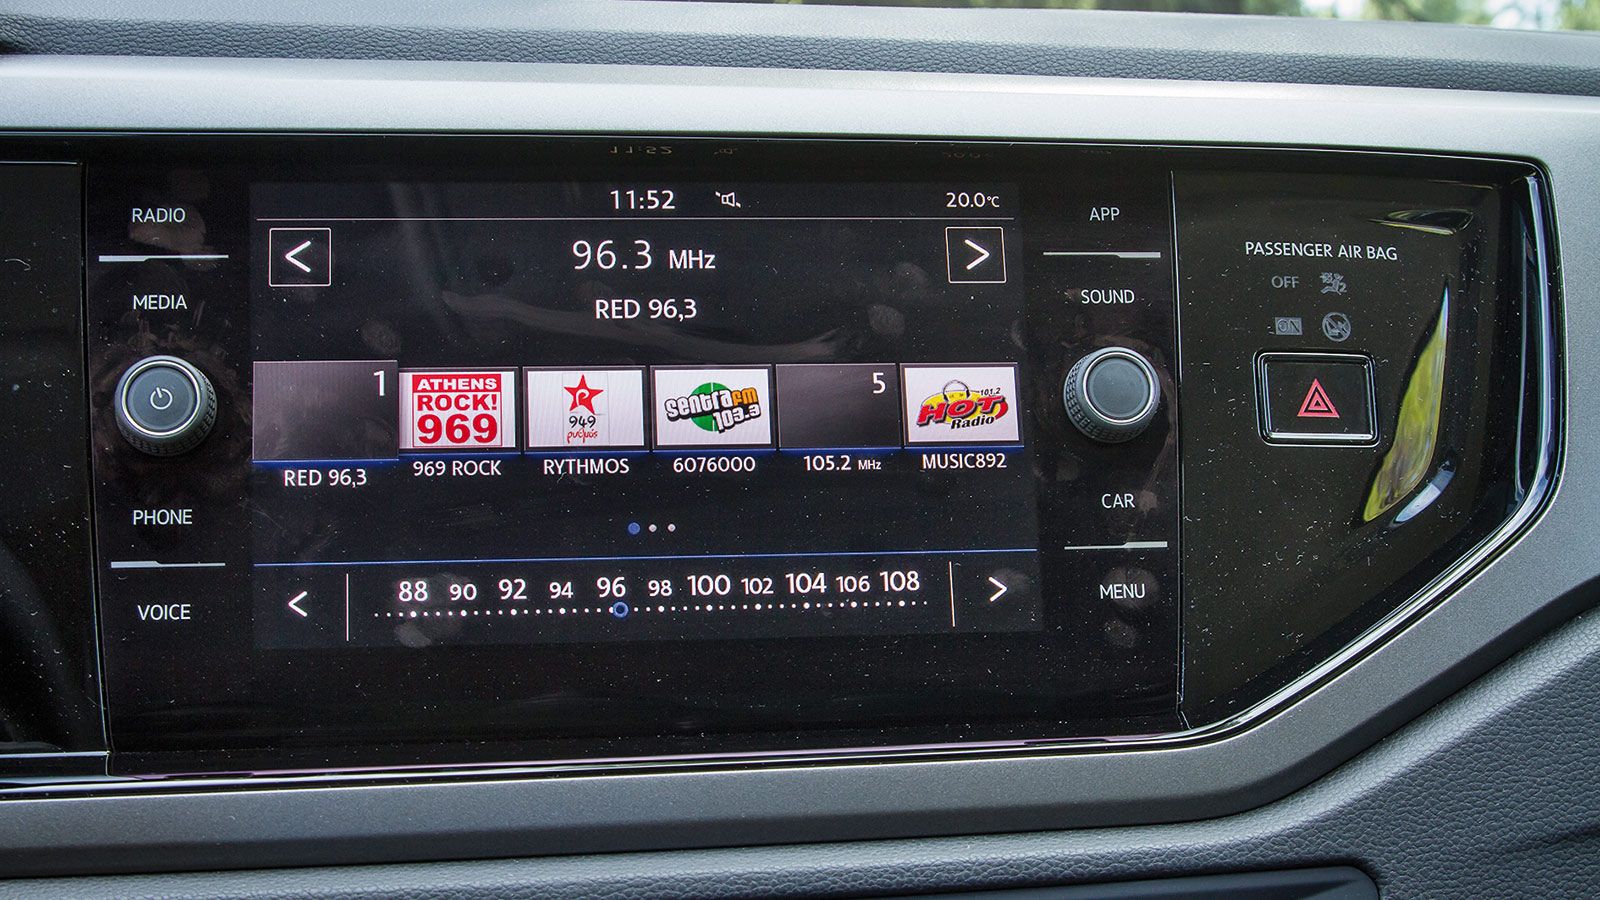 11:52
20.0°C
RADIO
MEDIA
PHONE
VOICE
96.3 MHz
RED 96,3
1
ATHENS
ROCK!
969
949
ρυθμός
sentra FM
103.3
5
101.2
HOT
Radio
RED 96,3
969 ROCK
RYTHMOS
6076000
105.2 MHz
MUSIC892
88 90 92 94 96 98 100 102 104 106 108
APP
SOUND
CAR
MENU
PASSENGER AIR BAG
OFF
ON